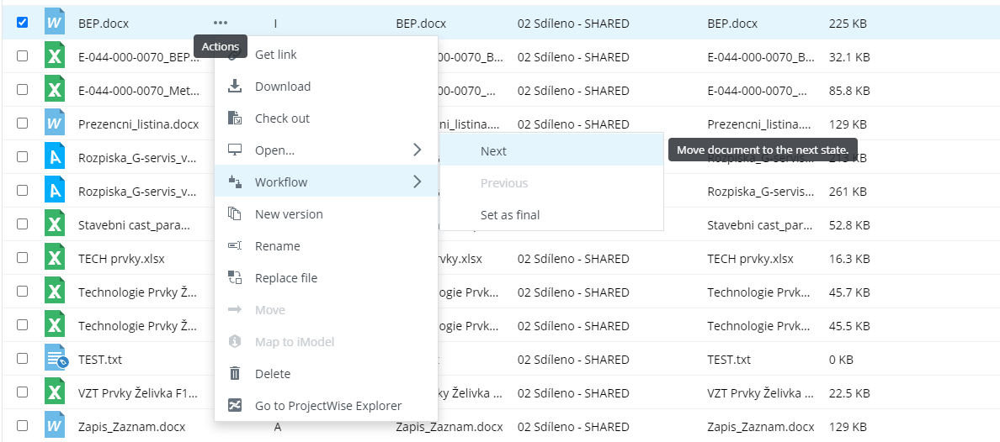 BEP.docx ••• I BEP.docx 02 Sdíleno - SHARED BEP.docx 225 KB
Actions
Get link
Download
Check out
Open...
Workflow
New version
Rename
Replace file
Move
Map to iModel
Delete
Go to ProjectWise Explorer
Next
Previous
Set as final
Move document to the next state.
E-044-000-0070_BEP... 00-0070_B... 02 Sdíleno - SHARED E-044-000-0070_B... 32.1 KB
E-044-000-0070_Met... 00-0070_... 02 Sdíleno - SHARED E-044-000-0070_... 85.8 KB
Prezencni_listina.docx ni_listina.... 02 Sdíleno - SHARED Prezencni_listina.... 129 KB
Rozpiska_G-servis_v... Rozpiska_G-servis... 213 KB
Rozpiska_G-servis_v... Rozpiska_G-servis... 261 KB
Stavebni cast_para... Stavebni cast_par... 52.8 KB
TECH prvky.xlsx vky.xlsx 02 Sdíleno - SHARED TECH prvky.xlsx 16.3 KB
Technologie Prvky Ž... ogie Prvk... 02 Sdíleno - SHARED Technologie Prvk... 45.7 KB
Technologie Prvky Ž... ogie Prvk... 02 Sdíleno - SHARED Technologie Prvk... 45.5 KB
TEST.txt 02 Sdíleno - SHARED TEST.txt 0 KB
VZT Prvky Želivka F1... ky Želivka ... 02 Sdíleno - SHARED VZT Prvky Želivka ... 22.5 KB
Zapis_Zaznam.docx A Zapis_Zaznam.docx 02 Sdíleno - SHARED Zapis_Zaznam.docx 129 KB